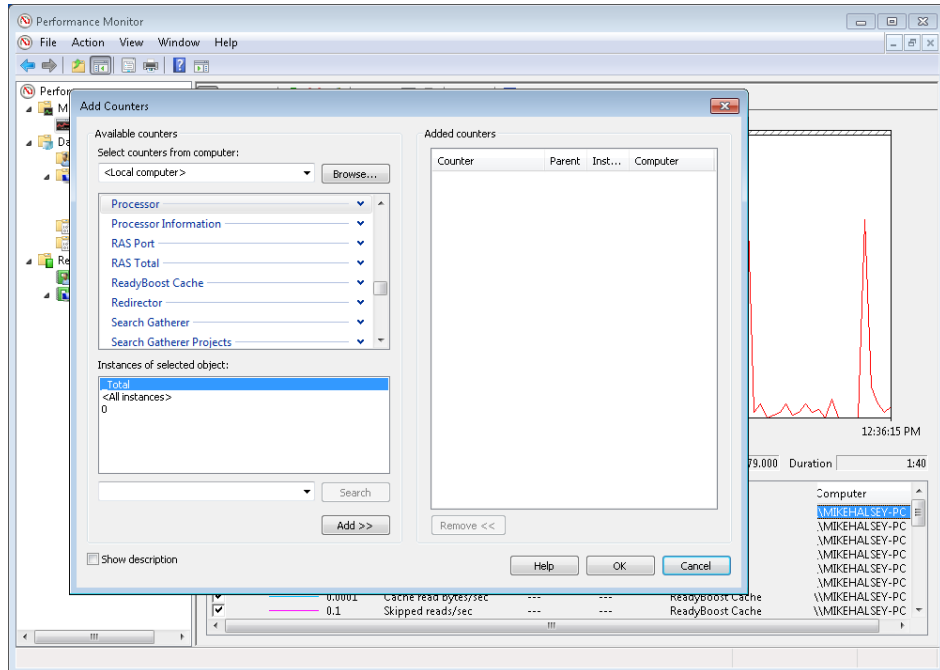 Performance Monitor
File Action View Window Help
Perfor
M
Da
Re
Add Counters
Available counters
Select counters from computer:
<Local computer>
Browse...
Processor
Processor Information
RAS Port
RAS Total
ReadyBoost Cache
Redirector
Search Gatherer
Search Gatherer Projects
Instances of selected object:
_Total
<All instances>
0
Search
Add >>
Show description
Added counters
Counter Parent Inst... Computer
Remove <<
Help OK Cancel
12:36:15 PM
79.000 Duration 1:40
Computer
\\MIKEHALSEY-PC
\\MIKEHALSEY-PC
\\MIKEHALSEY-PC
\\MIKEHALSEY-PC
\\MIKEHALSEY-PC
\\MIKEHALSEY-PC
0.0001 Cache read bytes/sec --- --- ReadyBoost Cache \\MIKEHALSEY-PC
0.1 Skipped reads/sec --- --- ReadyBoost Cache \\MIKEHALSEY-PC